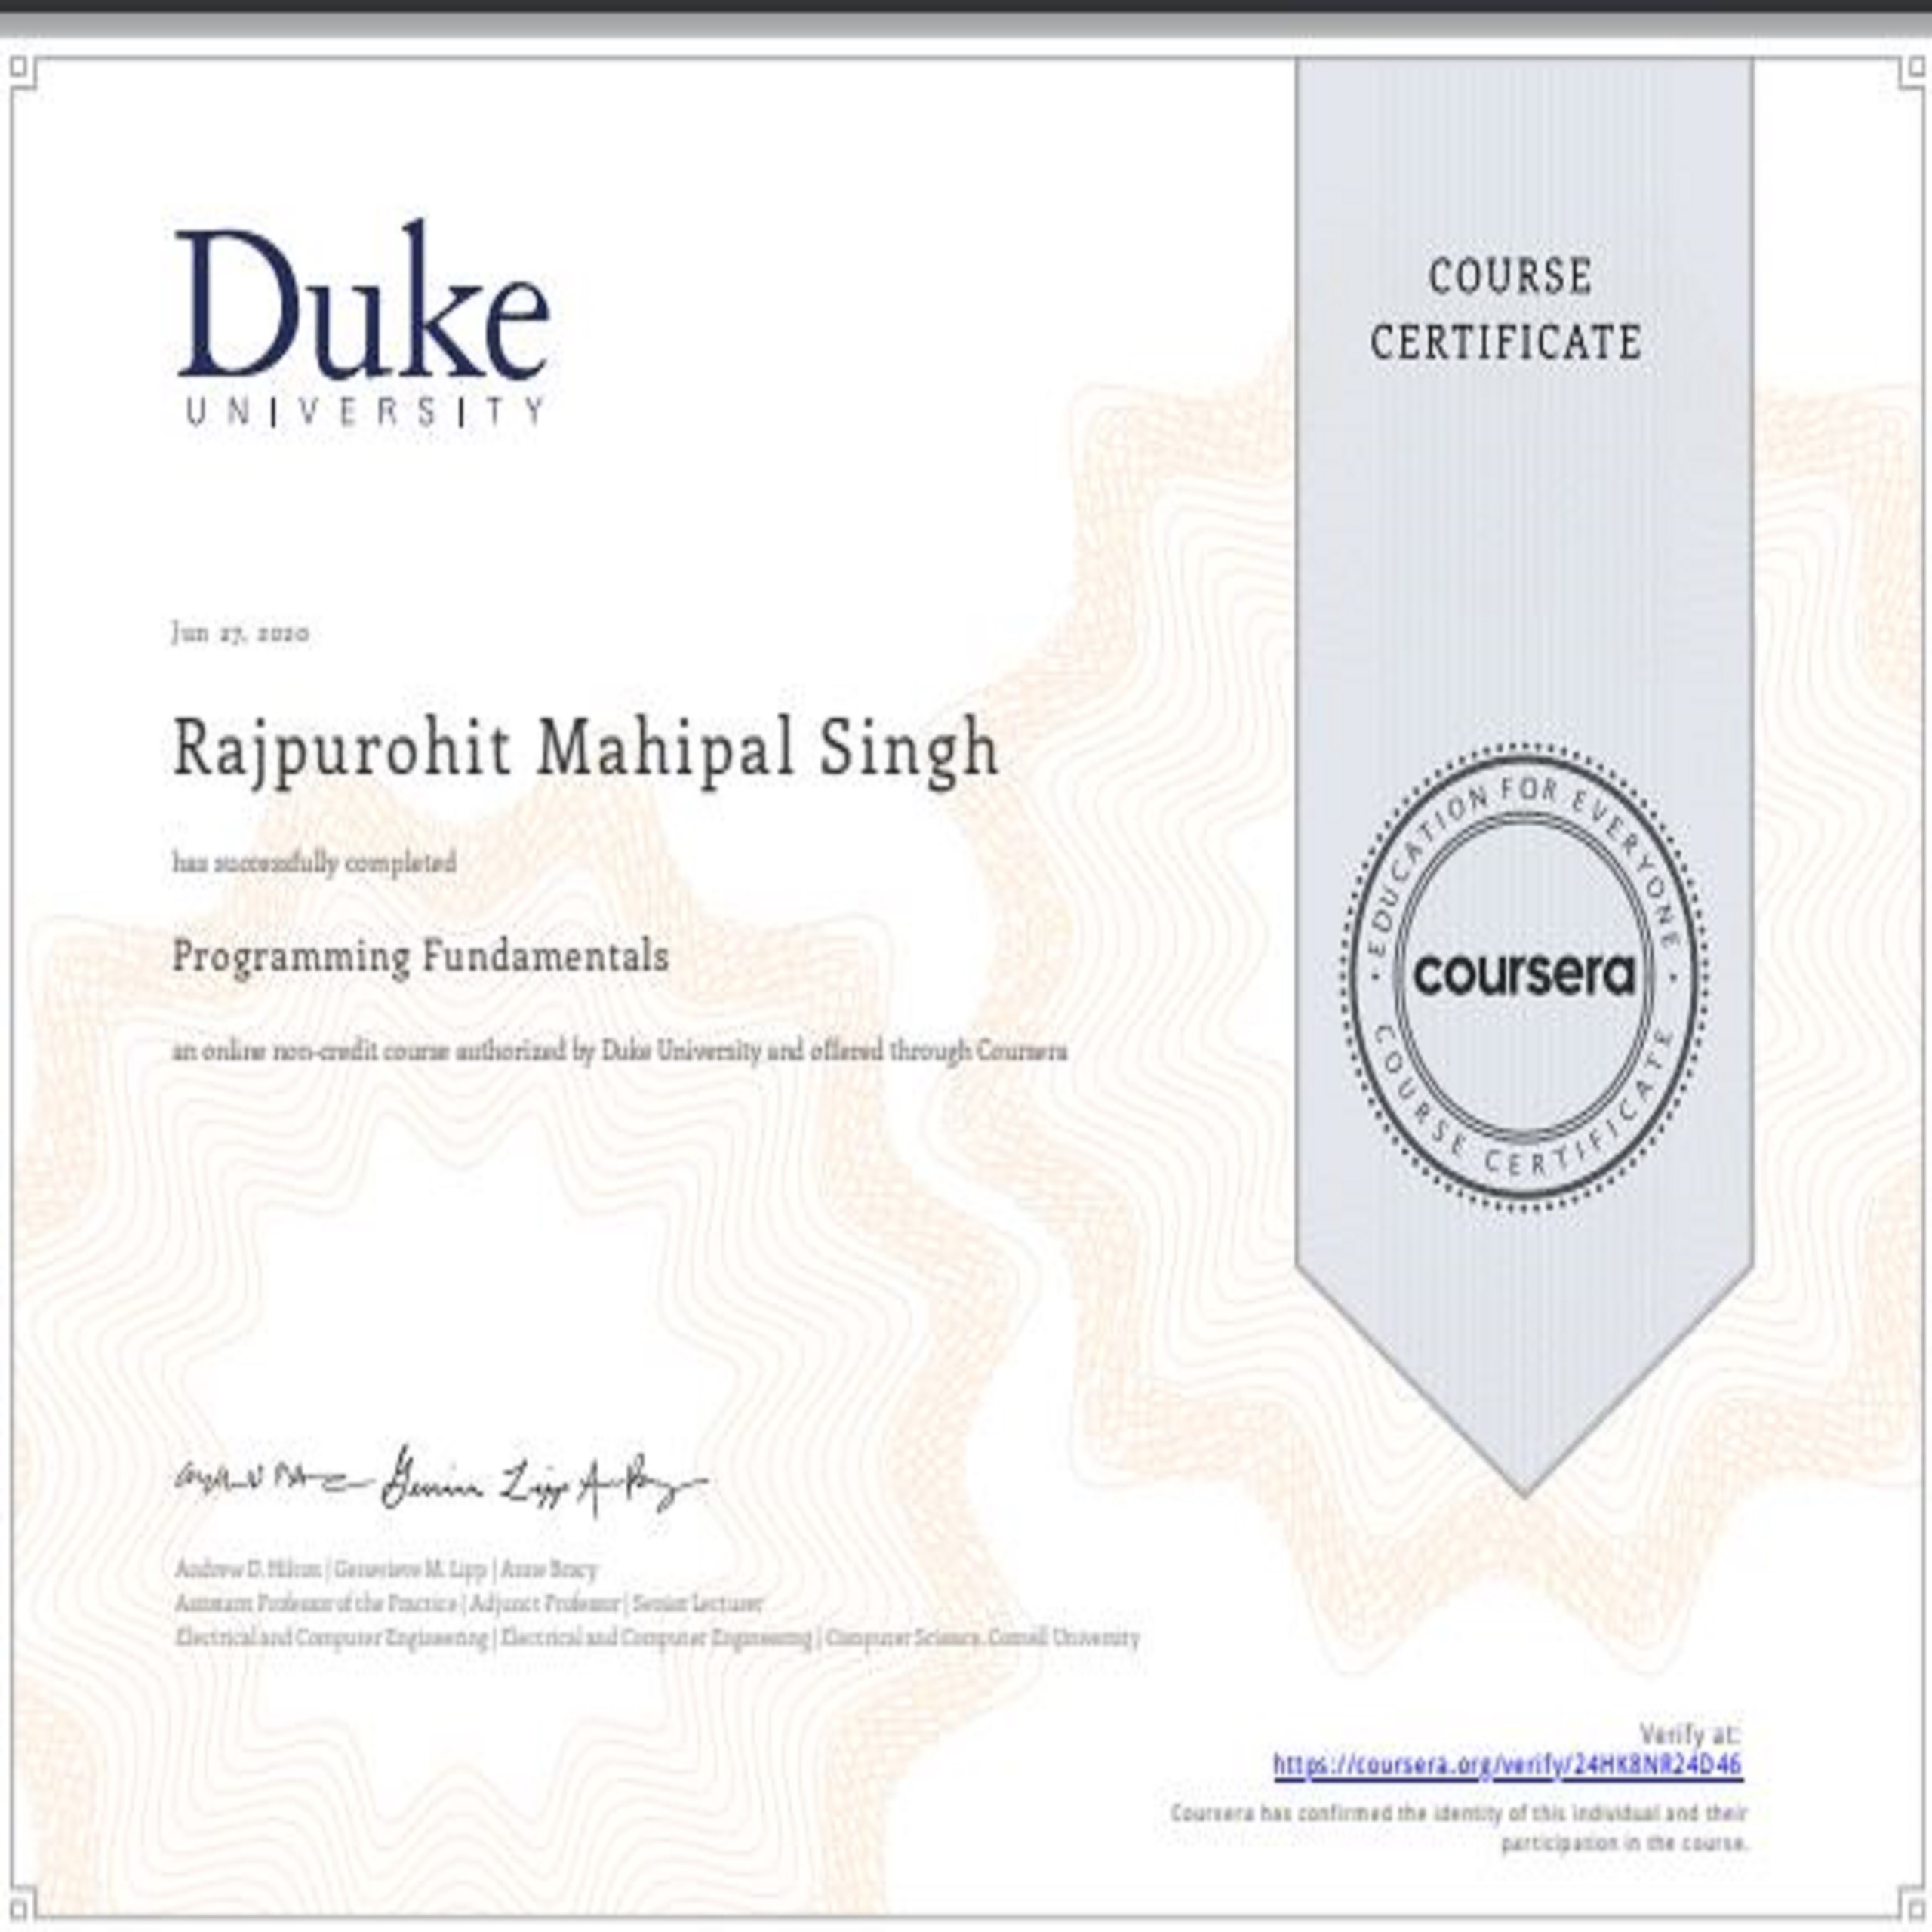 Duke
UNIVERSITY
COURSE
CERTIFICATE
Jun 27, 2020
Rajpurohit Mahipal Singh
has successfully completed
Programming Fundamentals
an online non-credit course authorized by Duke University and offered through Coursera
EDUCATION FOR EVERYONE
coursera
COURSE CERTIFICATE
Andrew D. Hilton | Genevieve M. Lipp | Anne Bracy
Assistant Professor of the Practice | Adjunct Professor | Senior Lecturer
Electrical and Computer Engineering | Electrical and Computer Engineering | Computer Science, Cornell University
Verify at:
https://coursera.org/verify/24HK8NR24D46
Coursera has confirmed the identity of this individual and their
participation in the course.